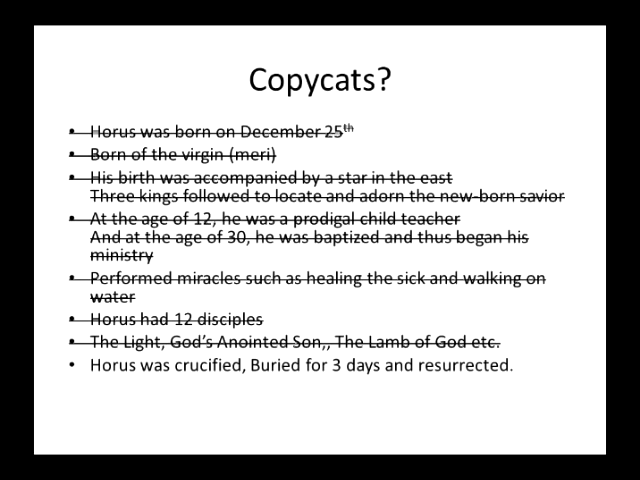 Copycats?
• Horus was born on December 25th
• Born of the virgin (meri)
• His birth was accompanied by a star in the east
Three kings followed to locate and adorn the new-born savior
• At the age of 12, he was a prodigal child teacher
And at the age of 30, he was baptized and thus began his
ministry
• Performed miracles such as healing the sick and walking on
water
• Horus had 12 disciples
• The Light, God's Anointed Son,, The Lamb of God etc.
• Horus was crucified, Buried for 3 days and resurrected.